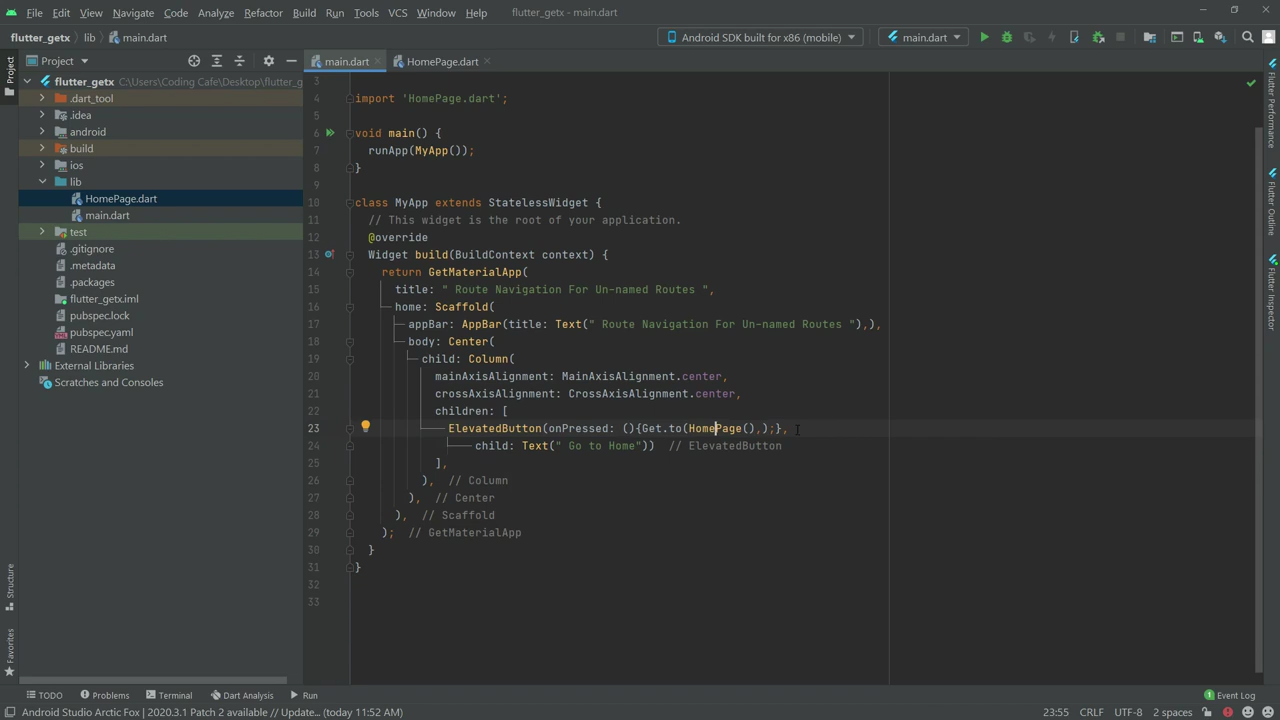 File Edit View Navigate Code Analyze Refactor Build Run Tools VCS Window Help flutter_getx - main.dart
flutter_getx lib main.dart Android SDK built for x86 (mobile) main.dart
Project main.dart HomePage.dart
flutter_getx C:\Users\Coding Cafe\Desktop\flutter_g
.dart_tool
.idea
android
build
ios
lib
HomePage.dart
main.dart
test
.gitignore
.metadata
.packages
flutter_getx.iml
pubspec.lock
pubspec.yaml
README.md
External Libraries
Scratches and Consoles
Project
Structure
Favorites
3
4 import 'HomePage.dart';
5
6 void main() {
7 runApp(MyApp());
8 }
9
10 class MyApp extends StatelessWidget {
11 // This widget is the root of your application.
12 @override
13 Widget build(BuildContext context) {
14 return GetMaterialApp(
15 title: " Route Navigation For Un-named Routes ",
16 home: Scaffold(
17 appBar: AppBar(title: Text(" Route Navigation For Un-named Routes "),),
18 body: Center(
19 child: Column(
20 mainAxisAlignment: MainAxisAlignment.center,
21 crossAxisAlignment: CrossAxisAlignment.center,
22 children: [
23 ElevatedButton(onPressed: (){Get.to(HomePage(),);},
24 child: Text(" Go to Home")) // ElevatedButton
25 ],
26 ), // Column
27 ), // Center
28 ), // Scaffold
29 ); // GetMaterialApp
30 }
31 }
32
33
Flutter Performance
Flutter Outline
Flutter Inspector
TODO Problems Terminal Dart Analysis Run Event Log
Android Studio Arctic Fox | 2020.3.1 Patch 2 available // Update... (today 11:52 AM) 23:55 CRLF UTF-8 2 spaces